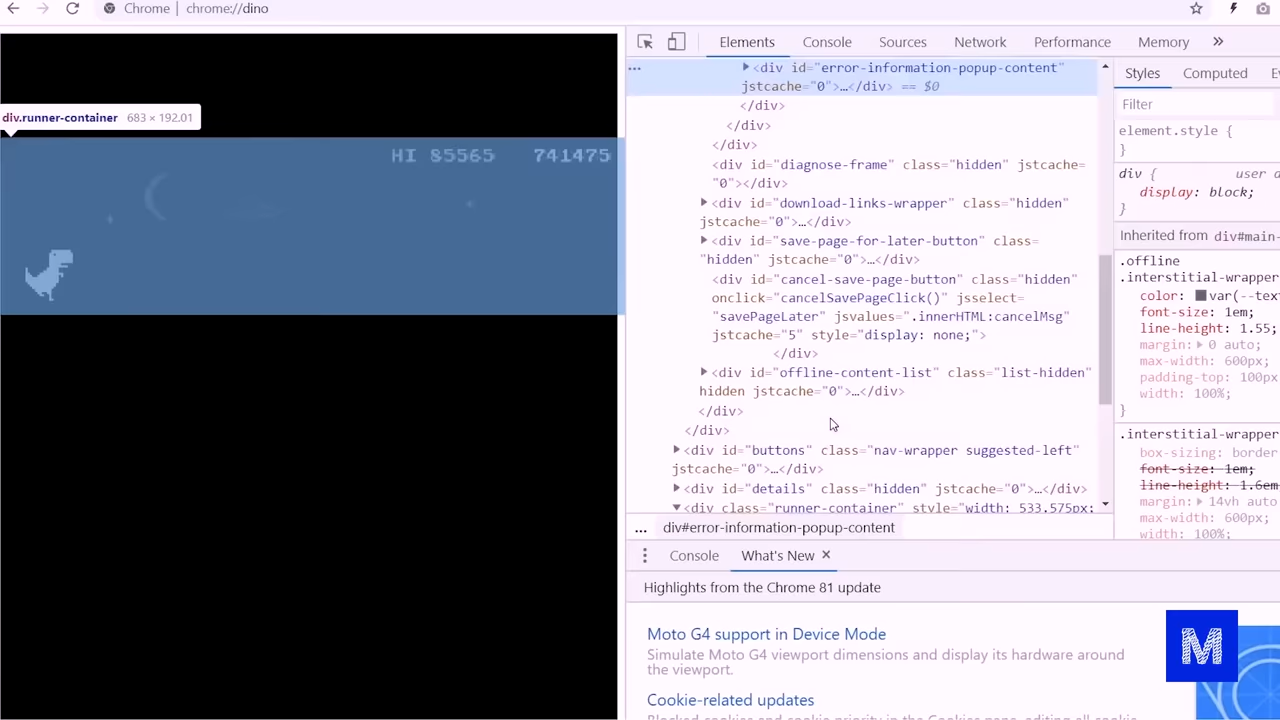 Chrome | chrome://dino
Elements Console Sources Network Performance Memory »
div.runner-container 683 × 192.01
HI 85565 741475
… ▶<div id="error-information-popup-content"
jstcache="0">…</div> == $0
</div>
</div>
</div>
<div id="diagnose-frame" class="hidden" jstcache=
"0"></div>
▶<div id="download-links-wrapper" class="hidden"
jstcache="0">…</div>
▶<div id="save-page-for-later-button" class=
"hidden" jstcache="0">…</div>
<div id="cancel-save-page-button" class="hidden"
onclick="cancelSavePageClick()" jsselect=
"savePageLater" jsvalues=".innerHTML:cancelMsg"
jstcache="5" style="display: none;">
</div>
▶<div id="offline-content-list" class="list-hidden"
hidden jstcache="0">…</div>
</div>
</div>
▶<div id="buttons" class="nav-wrapper suggested-left"
jstcache="0">…</div>
▶<div id="details" class="hidden" jstcache="0">…</div>
▼<div class="runner-container" style="width: 533.575px;
... div#error-information-popup-content
Styles Computed
Filter
element.style {
}
div { user a
display: block;
}
Inherited from div#main-
.offline
.interstitial-wrapper
color: var(--text
font-size: 1em;
line-height: 1.55;
margin:▶ 0 auto;
max-width: 600px;
padding-top: 100px
width: 100%;
}
.interstitial-wrapper
box-sizing: border
font-size: 1em;
line-height: 1.6em
margin:▶ 14vh auto
max-width: 600px;
width: 100%;
Console What's New ×
Highlights from the Chrome 81 update
Moto G4 support in Device Mode
Simulate Moto G4 viewport dimensions and display its hardware around
the viewport.
Cookie-related updates
M